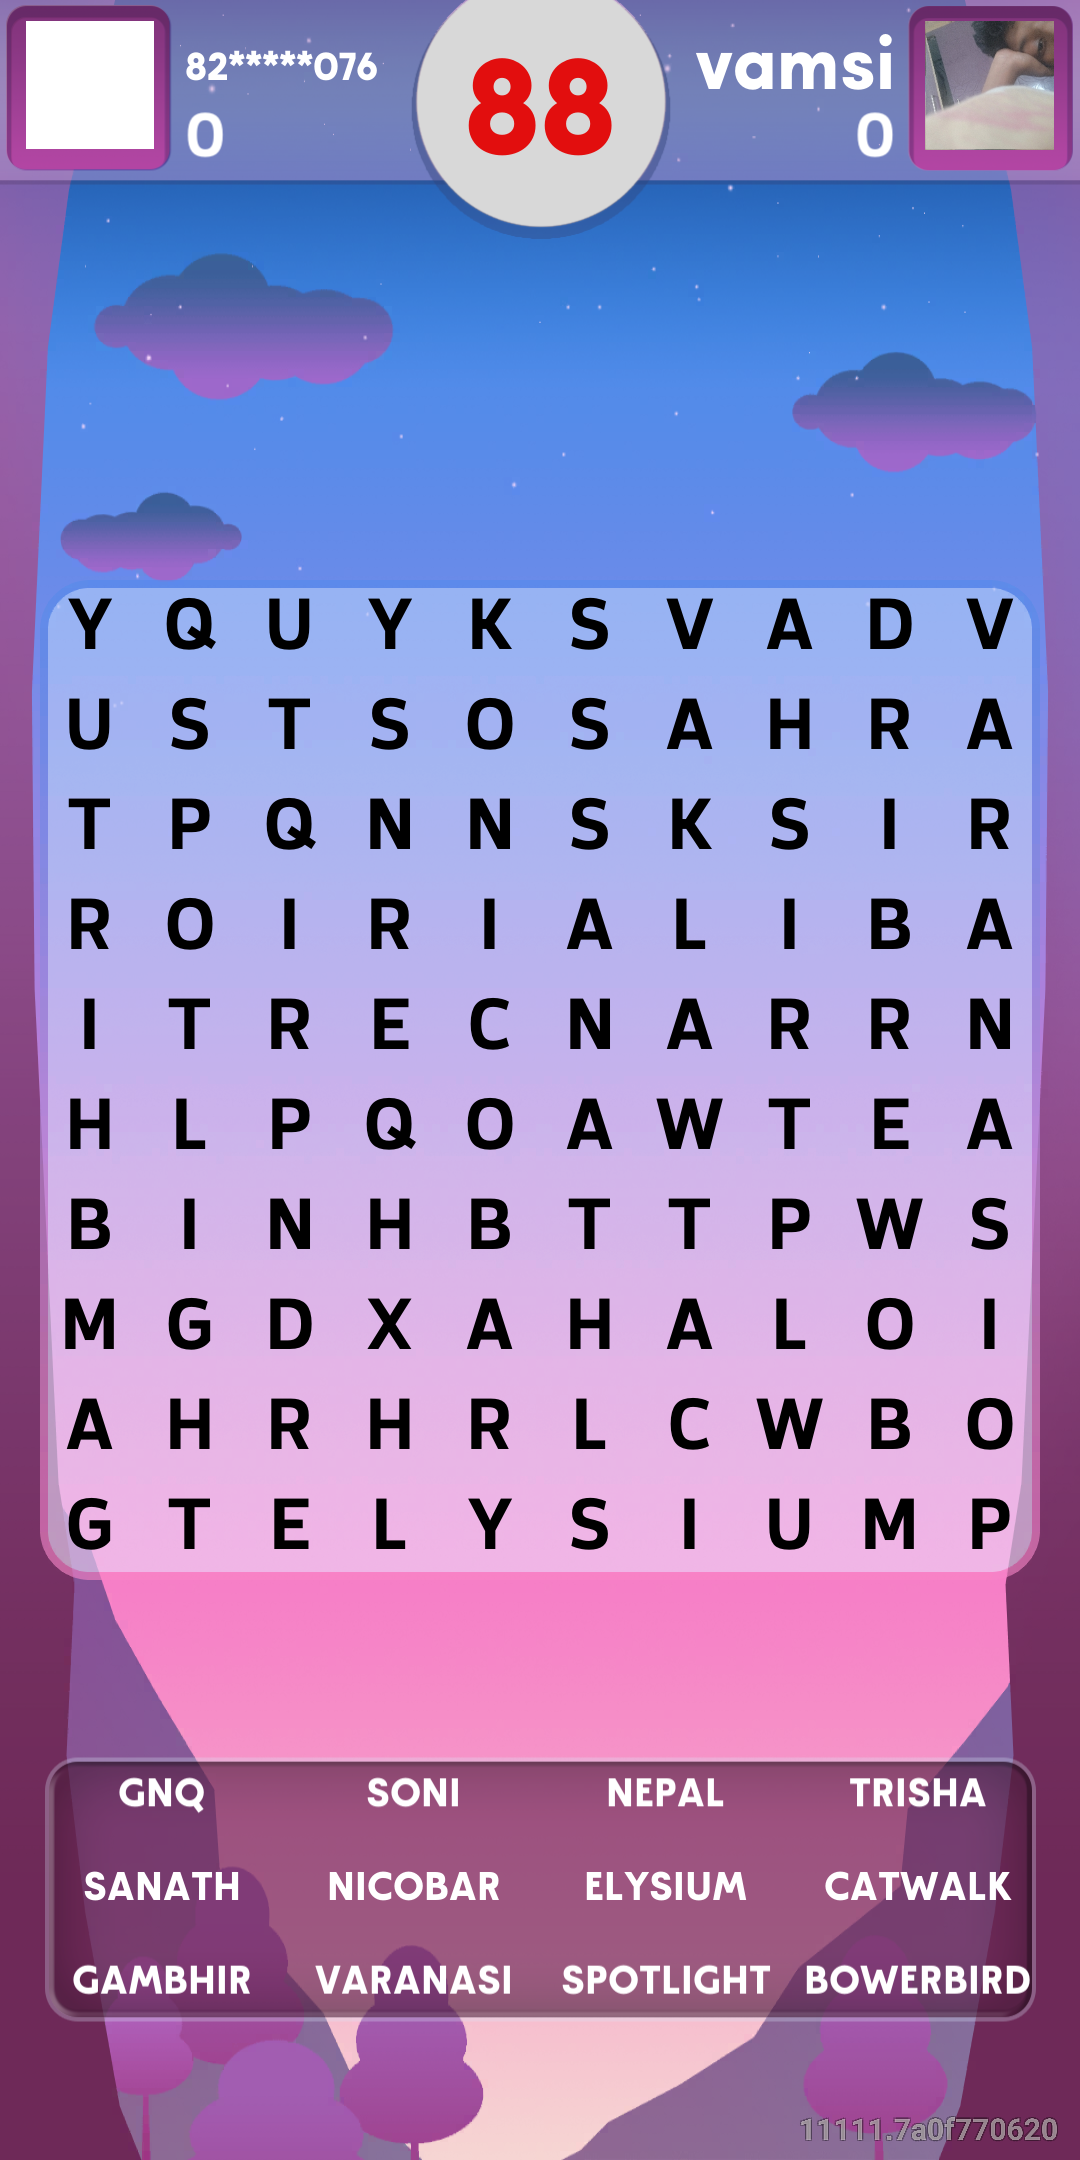 82*****076
0
88
vamsi
0
Y Q U Y K S V A D V
U S T S O S A H R A
T P Q N N S K S I R
R O I R I A L I B A
I T R E C N A R R N
H L P Q O A W T E A
B I N H B T T P W S
M G D X A H A L O I
A H R H R L C W B O
G T E L Y S I U M P
GNQ SONI NEPAL TRISHA
SANATH NICOBAR ELYSIUM CATWALK
GAMBHIR VARANASI SPOTLIGHT BOWERBIRD
11111.7a0f770620